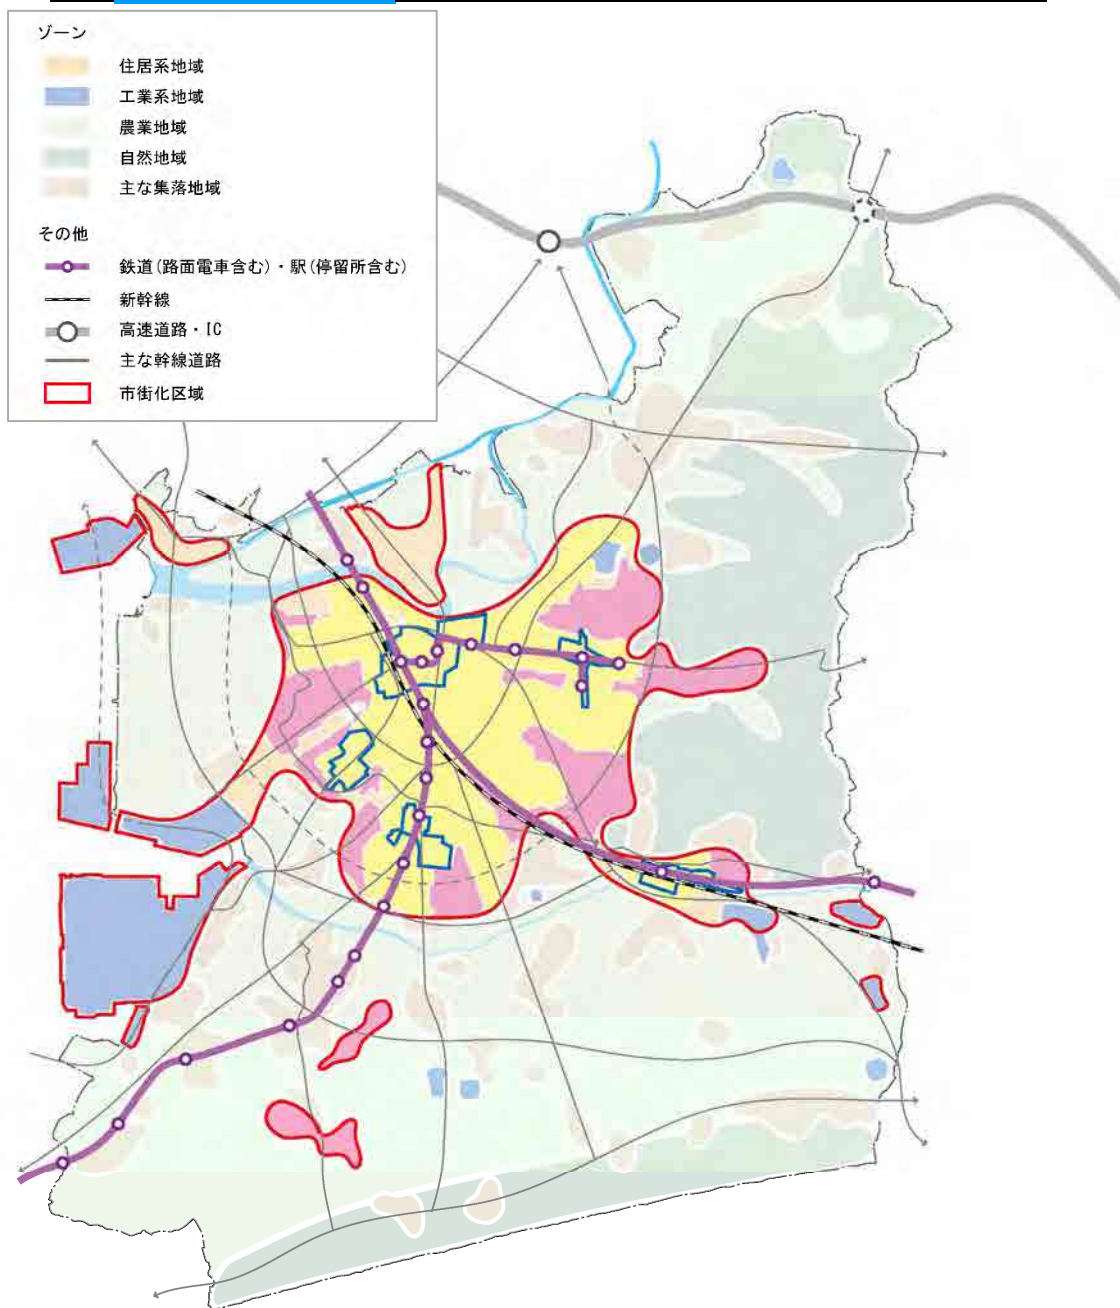 ゾーン
住居系地域
工業系地域
農業地域
自然地域
主な集落地域
その他
鉄道(路面電車含む)・駅(停留所含む)
新幹線
高速道路・IC
主な幹線道路
市街化区域